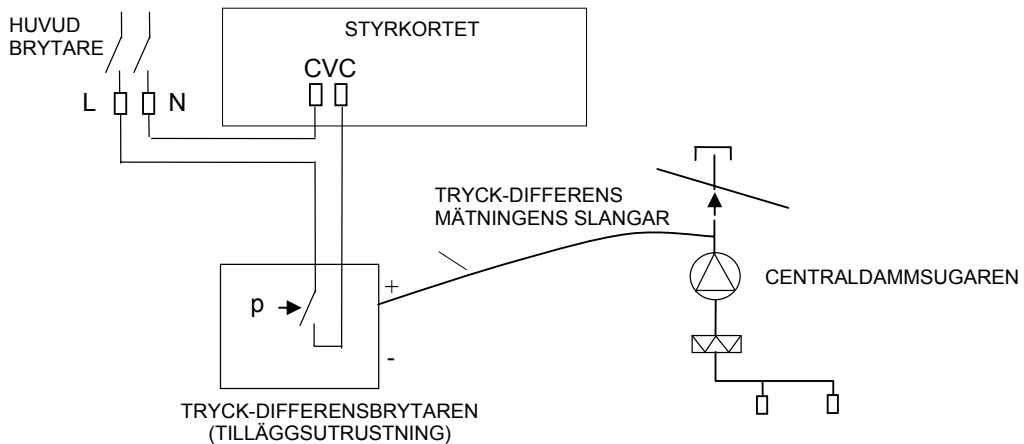 HUVUD
BRYTARE
STYRKORTET
CVC
L N
TRYCK-DIFFERENS
MÄTNINGENS SLANGAR
CENTRALDAMMSUGAREN
+
p
-
TRYCK-DIFFERENSBRYTAREN
(TILLÄGGSUTRUSTNING)